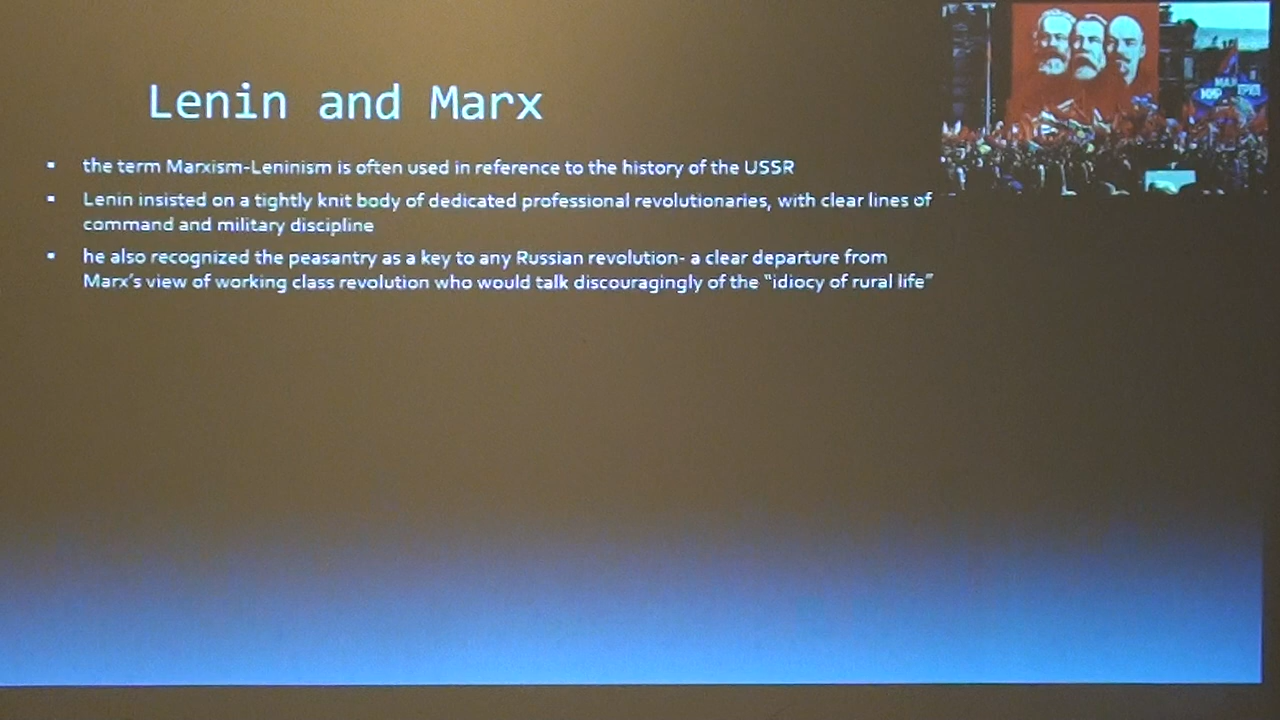 Lenin and Marx
▪ the term Marxism-Leninism is often used in reference to the history of the USSR
▪ Lenin insisted on a tightly knit body of dedicated professional revolutionaries, with clear lines of
command and military discipline
▪ he also recognized the peasantry as a key to any Russian revolution- a clear departure from
Marx's view of working class revolution who would talk discouragingly of the “idiocy of rural life”